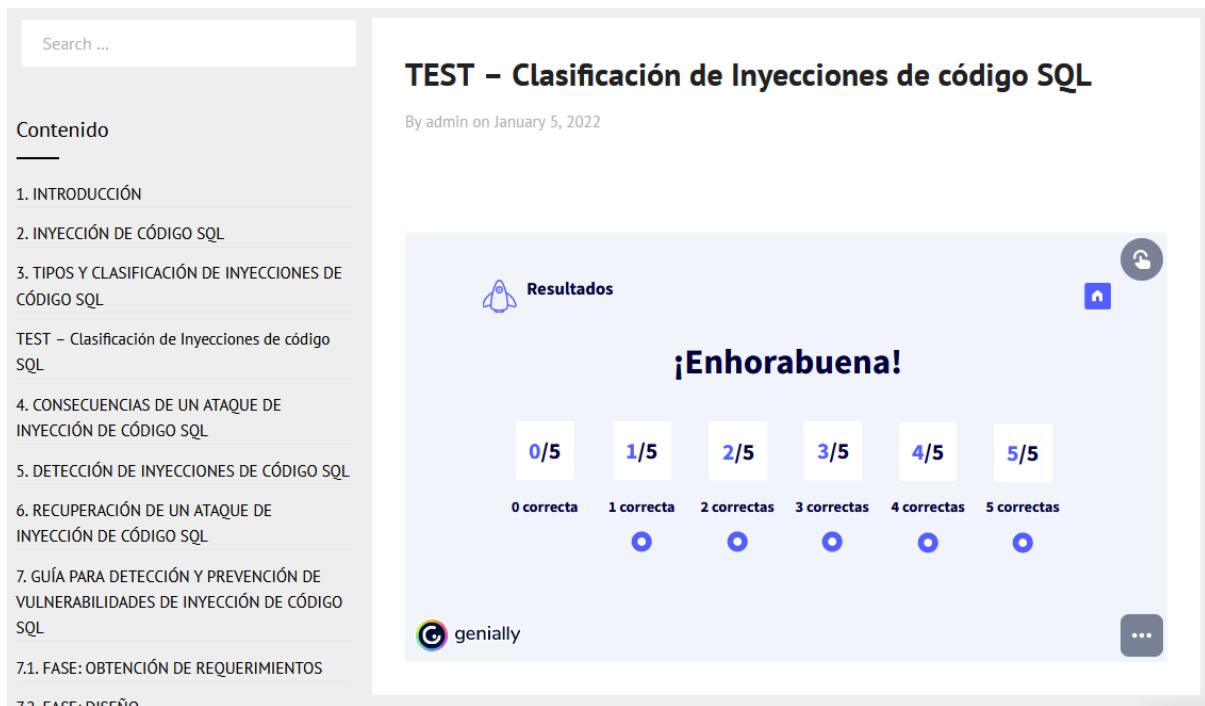 Search ...
Contenido
1. INTRODUCCIÓN
2. INYECCIÓN DE CÓDIGO SQL
3. TIPOS Y CLASIFICACIÓN DE INYECCIONES DE
CÓDIGO SQL
TEST – Clasificación de Inyecciones de código
SQL
4. CONSECUENCIAS DE UN ATAQUE DE
INYECCIÓN DE CÓDIGO SQL
5. DETECCIÓN DE INYECCIONES DE CÓDIGO SQL
6. RECUPERACIÓN DE UN ATAQUE DE
INYECCIÓN DE CÓDIGO SQL
7. GUÍA PARA DETECCIÓN Y PREVENCIÓN DE
VULNERABILIDADES DE INYECCIÓN DE CÓDIGO
SQL
7.1. FASE: OBTENCIÓN DE REQUERIMIENTOS
7.2. FASE: DISEÑO
TEST – Clasificación de Inyecciones de código SQL
By admin on January 5, 2022
Resultados
¡Enhorabuena!
0/5 1/5 2/5 3/5 4/5 5/5
0 correcta 1 correcta 2 correctas 3 correctas 4 correctas 5 correctas
genially